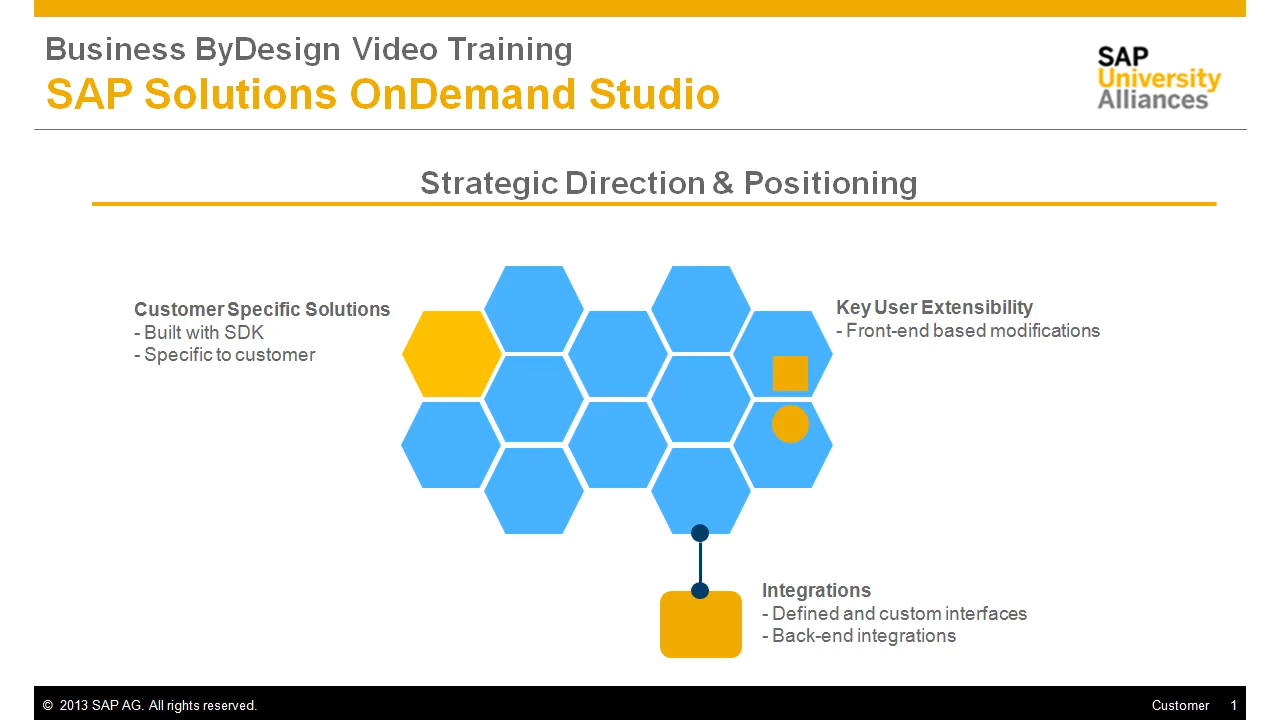 Business ByDesign Video Training
SAP Solutions OnDemand Studio
SAP
University
Alliances
Strategic Direction & Positioning
Customer Specific Solutions
- Built with SDK
- Specific to customer
Key User Extensibility
- Front-end based modifications
Integrations
- Defined and custom interfaces
- Back-end integrations
© 2013 SAP AG. All rights reserved.
Customer 1